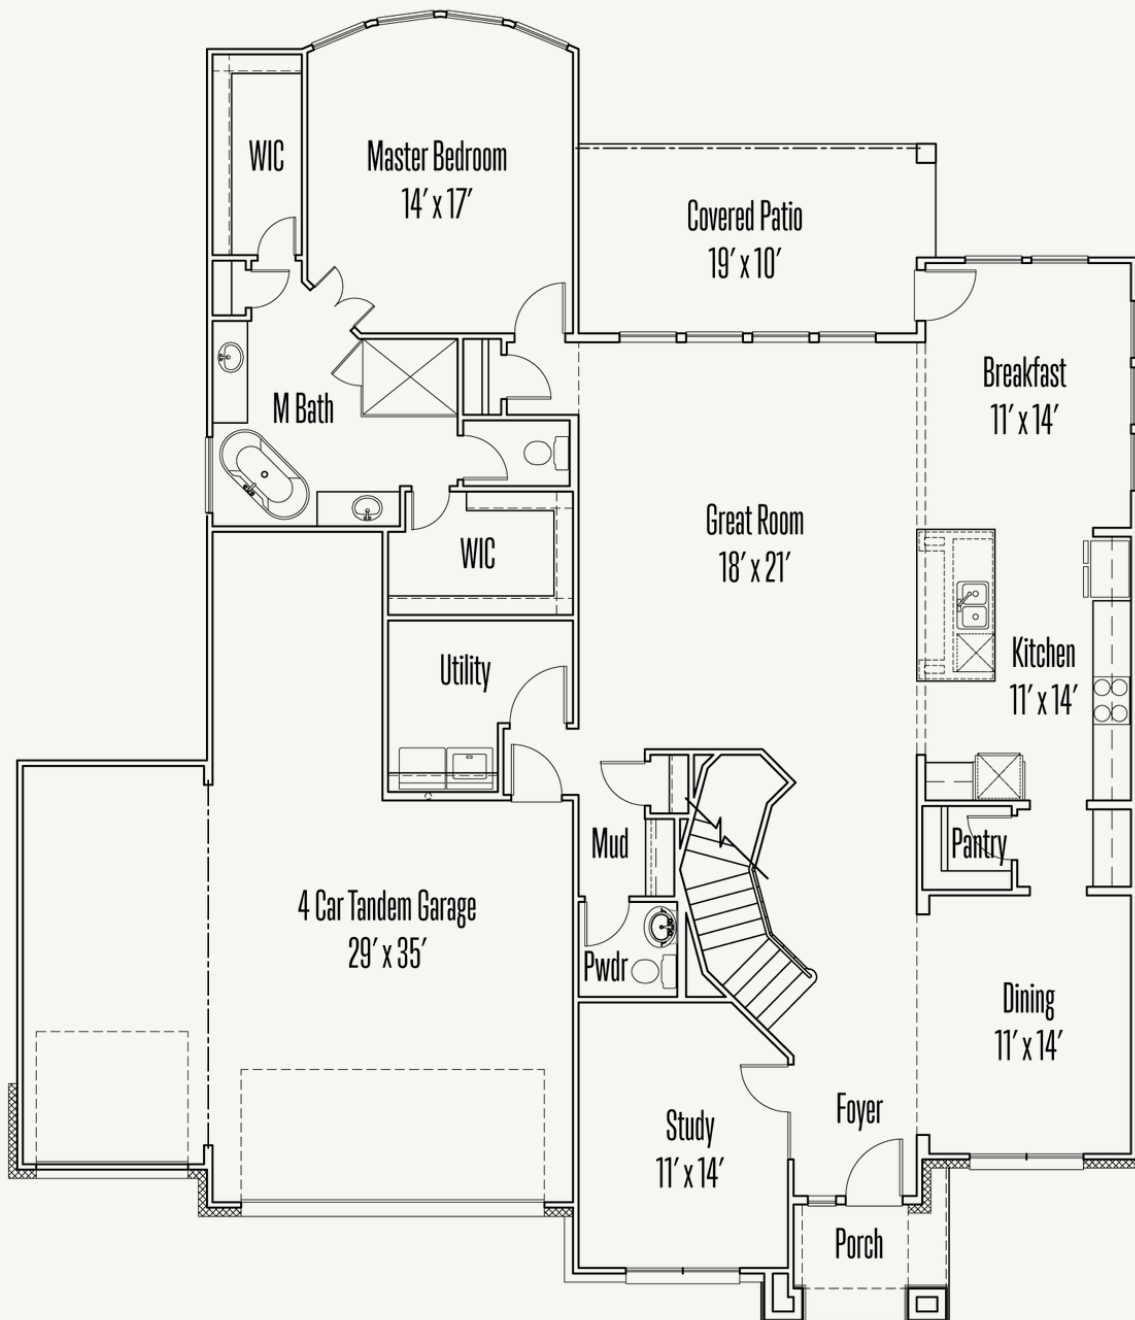 WIC
Master Bedroom
14' x 17'
Covered Patio
19' x 10'
Breakfast
11' x 14'
M Bath
Great Room
18' x 21'
WIC
Kitchen
11' x 14'
Utility
Mud
Pantry
4 Car Tandem Garage
29' x 35'
Pwdr
Dining
11' x 14'
Foyer
Study
11' x 14'
Porch